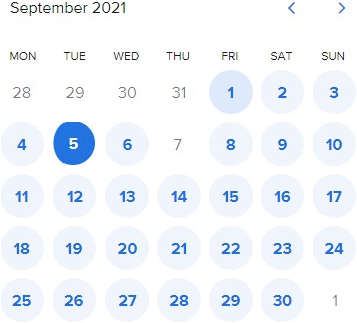 September 2021
MON TUE WED THU FRI SAT SUN
28 29 30 31 1 2 3
4 5 6 7 8 9 10
11 12 13 14 15 16 17
18 19 20 21 22 23 24
25 26 27 28 29 30 1